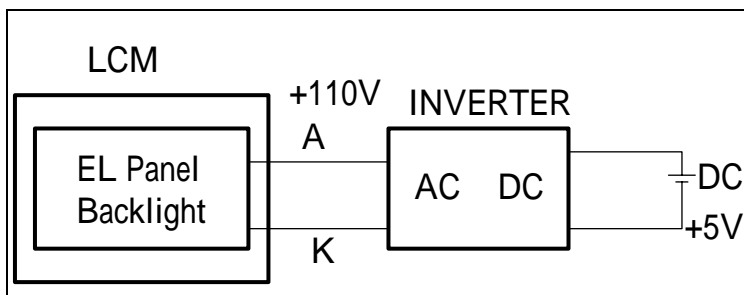 LCM
+110V
INVERTER
A
EL Panel
Backlight
AC DC
DC
+5V
K